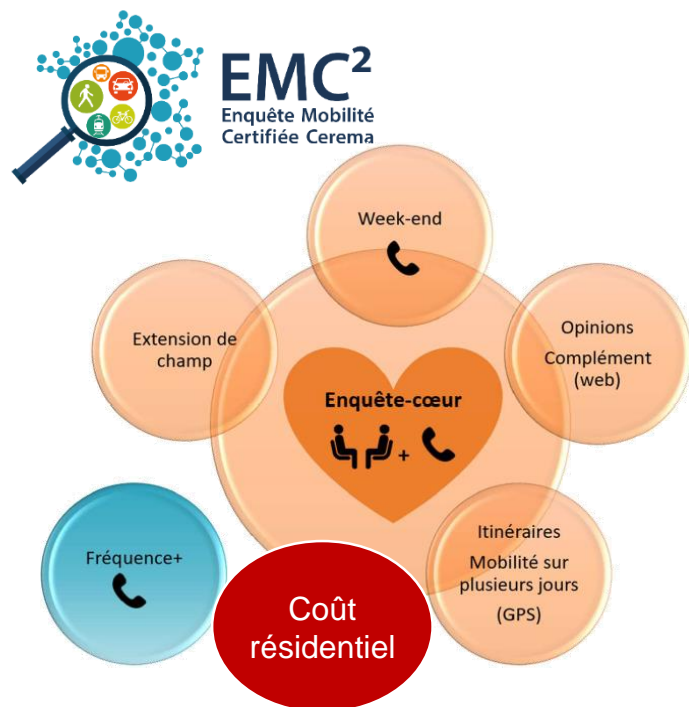 EMC²
Enquête Mobilité
Certifiée Cerema
Week-end
Extension de
champ
Opinions
Complément
(web)
Enquête-cœur
+
Fréquence+
Itinéraires
Mobilité sur
plusieurs jours
(GPS)
Coût
résidentiel